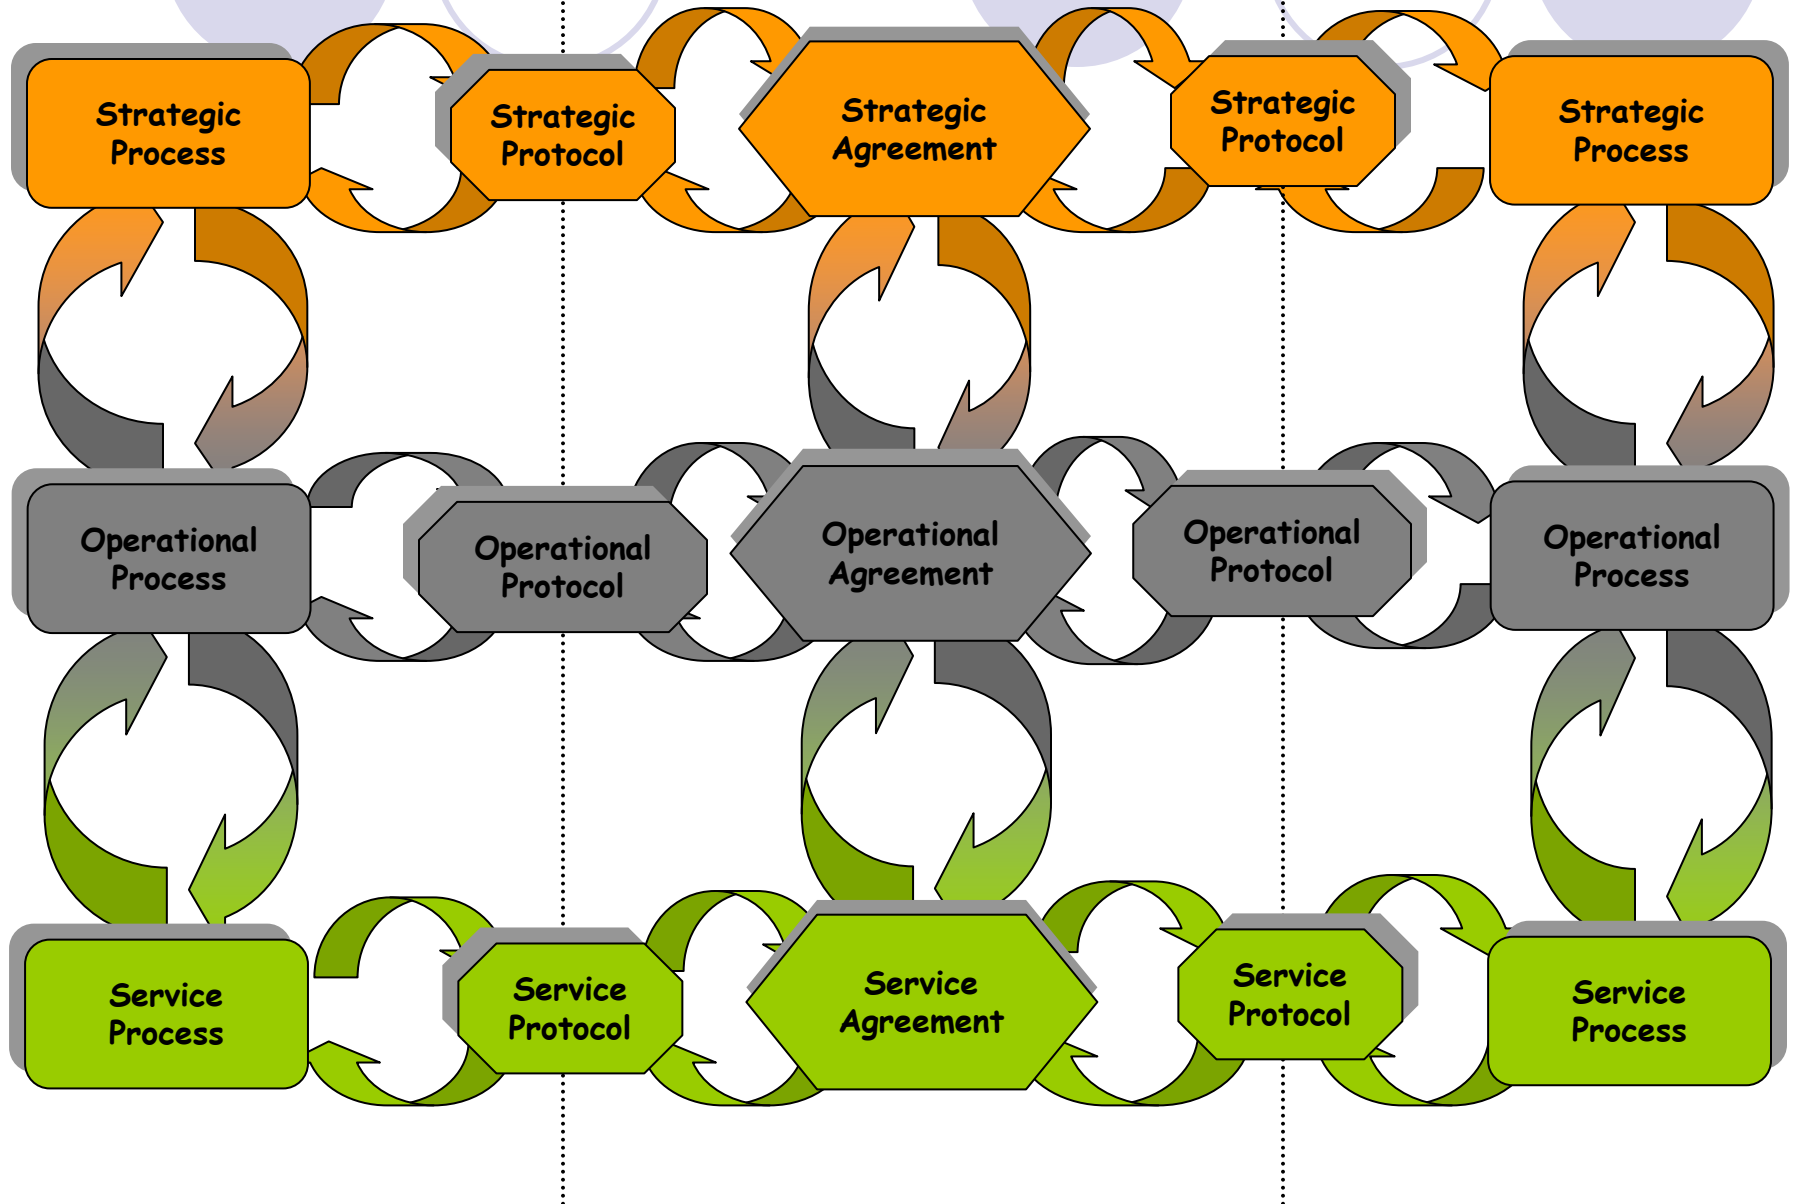 Strategic
Process
Strategic
Protocol
Strategic
Agreement
Strategic
Protocol
Strategic
Process
Operational
Process
Operational
Protocol
Operational
Agreement
Operational
Protocol
Operational
Process
Service
Process
Service
Protocol
Service
Agreement
Service
Protocol
Service
Process